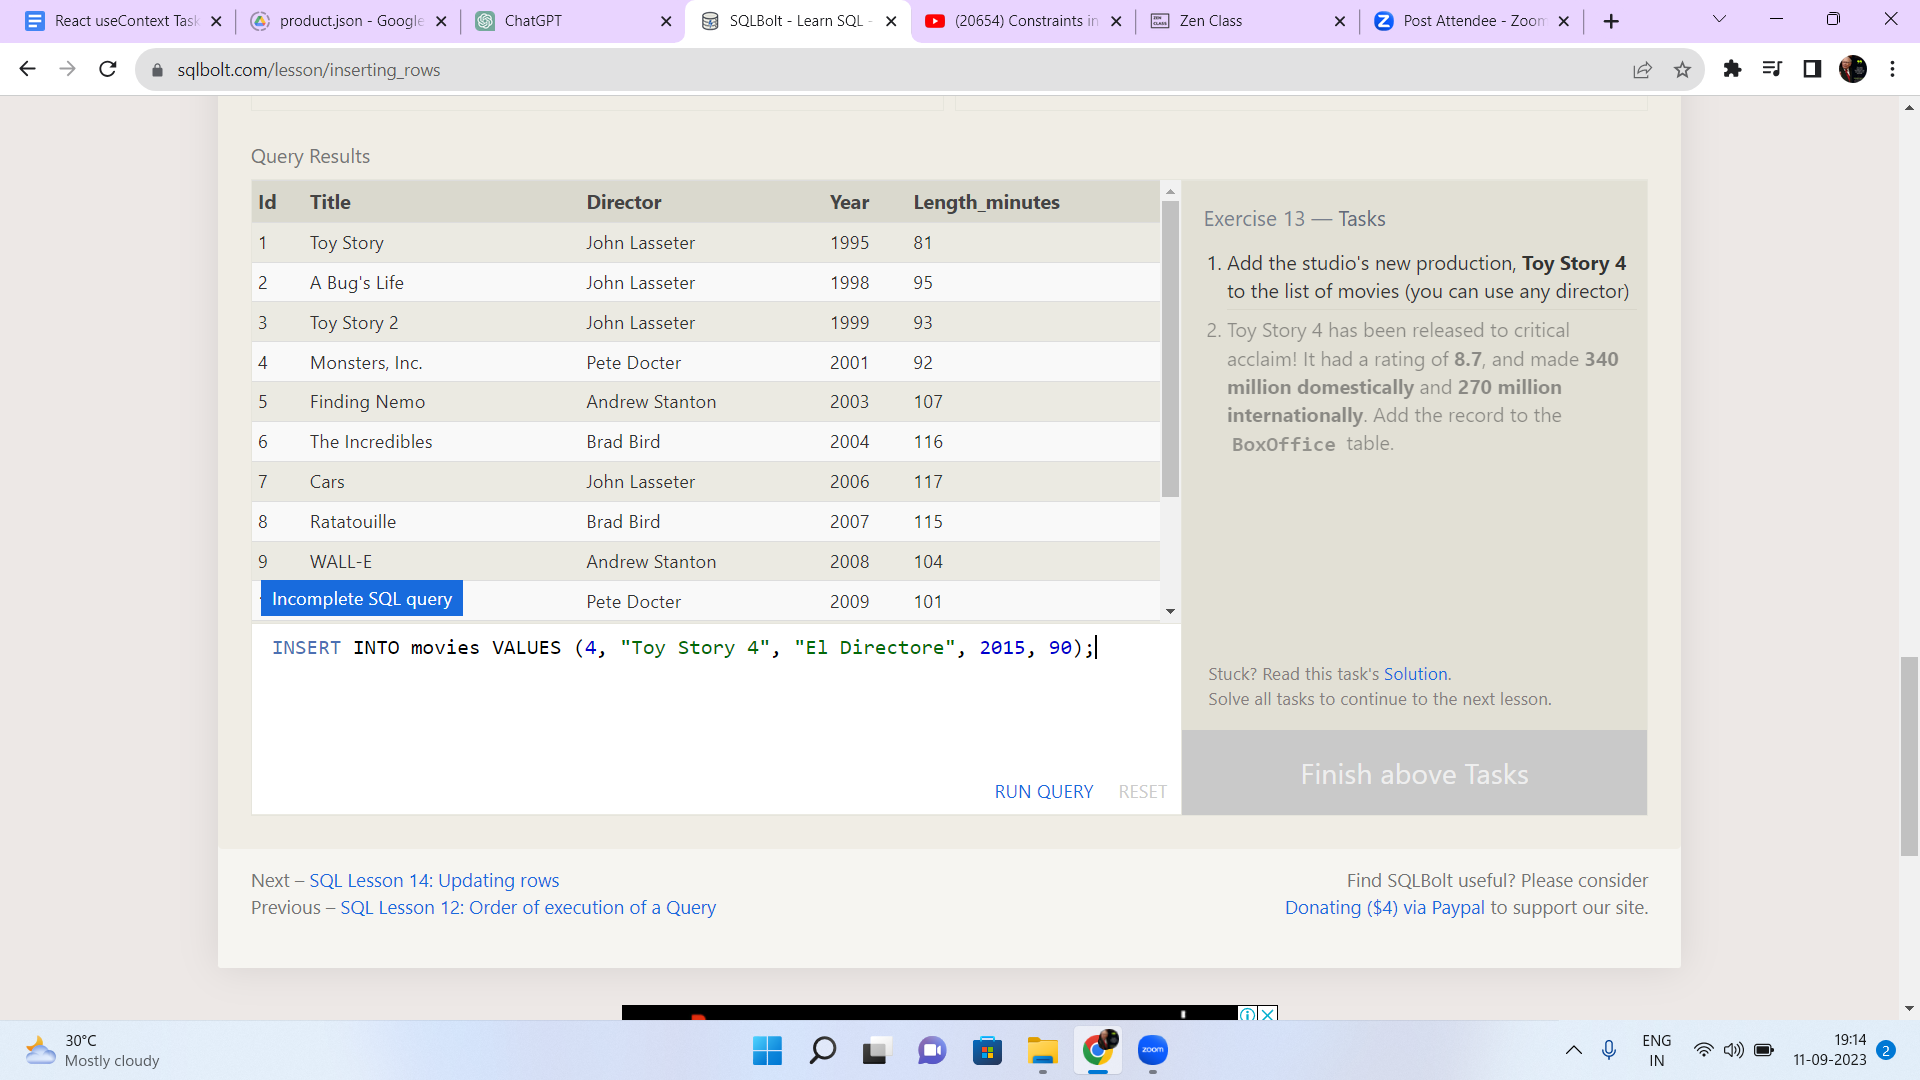 React useContext Task
product.json - Google
ChatGPT
SQLBolt - Learn SQL -
(20654) Constraints in
Zen Class
Post Attendee - Zoom
sqlbolt.com/lesson/inserting_rows
Query Results
Id Title Director Year Length_minutes
1 Toy Story John Lasseter 1995 81
2 A Bug's Life John Lasseter 1998 95
3 Toy Story 2 John Lasseter 1999 93
4 Monsters, Inc. Pete Docter 2001 92
5 Finding Nemo Andrew Stanton 2003 107
6 The Incredibles Brad Bird 2004 116
7 Cars John Lasseter 2006 117
8 Ratatouille Brad Bird 2007 115
9 WALL-E Andrew Stanton 2008 104
Pete Docter 2009 101
Incomplete SQL query
INSERT INTO movies VALUES (4, "Toy Story 4", "El Directore", 2015, 90);
RUN QUERY RESET
Exercise 13 — Tasks
1. Add the studio's new production, Toy Story 4
to the list of movies (you can use any director)
2. Toy Story 4 has been released to critical
acclaim! It had a rating of 8.7, and made 340
million domestically and 270 million
internationally. Add the record to the
BoxOffice table.
Stuck? Read this task's Solution.
Solve all tasks to continue to the next lesson.
Finish above Tasks
Next – SQL Lesson 14: Updating rows
Previous – SQL Lesson 12: Order of execution of a Query
Find SQLBolt useful? Please consider
Donating ($4) via Paypal to support our site.
30°C
Mostly cloudy
zoom
ENG
IN
19:14
11-09-2023
2